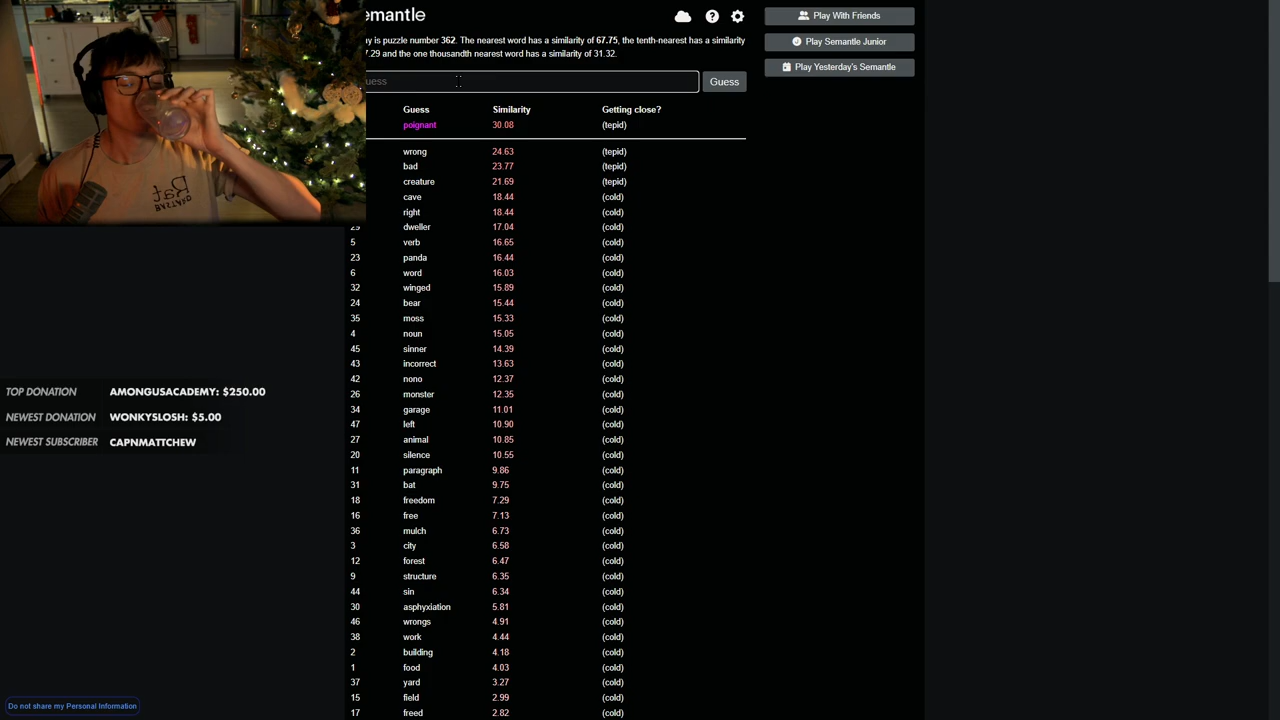 emantle
y is puzzle number 362. The nearest word has a similarity of 67.75, the tenth-nearest has a similarity
7.29 and the one thousandth nearest word has a similarity of 31.32.
uess Guess
Guess Similarity Getting close?
poignant 30.08 (tepid)
wrong 24.63 (tepid)
bad 23.77 (tepid)
creature 21.69 (tepid)
cave 18.44 (cold)
right 18.44 (cold)
dweller 17.04 (cold)
5 verb 16.65 (cold)
23 panda 16.44 (cold)
6 word 16.03 (cold)
32 winged 15.89 (cold)
24 bear 15.44 (cold)
35 moss 15.33 (cold)
4 noun 15.05 (cold)
45 sinner 14.39 (cold)
43 incorrect 13.63 (cold)
42 nono 12.37 (cold)
26 monster 12.35 (cold)
34 garage 11.01 (cold)
47 left 10.90 (cold)
27 animal 10.85 (cold)
20 silence 10.55 (cold)
11 paragraph 9.86 (cold)
31 bat 9.75 (cold)
18 freedom 7.29 (cold)
16 free 7.13 (cold)
36 mulch 6.73 (cold)
3 city 6.58 (cold)
12 forest 6.47 (cold)
9 structure 6.35 (cold)
44 sin 6.34 (cold)
30 asphyxiation 5.81 (cold)
46 wrongs 4.91 (cold)
38 work 4.44 (cold)
2 building 4.18 (cold)
1 food 4.03 (cold)
37 yard 3.27 (cold)
15 field 2.99 (cold)
17 freed 2.82 (cold)
Play With Friends
Play Semantle Junior
Play Yesterday's Semantle
Rat
TOP DONATION AMONGUSACADEMY: $250.00
NEWEST DONATION WONKYSLOSH: $5.00
NEWEST SUBSCRIBER CAPNMATTCHEW
Do not share my Personal Information